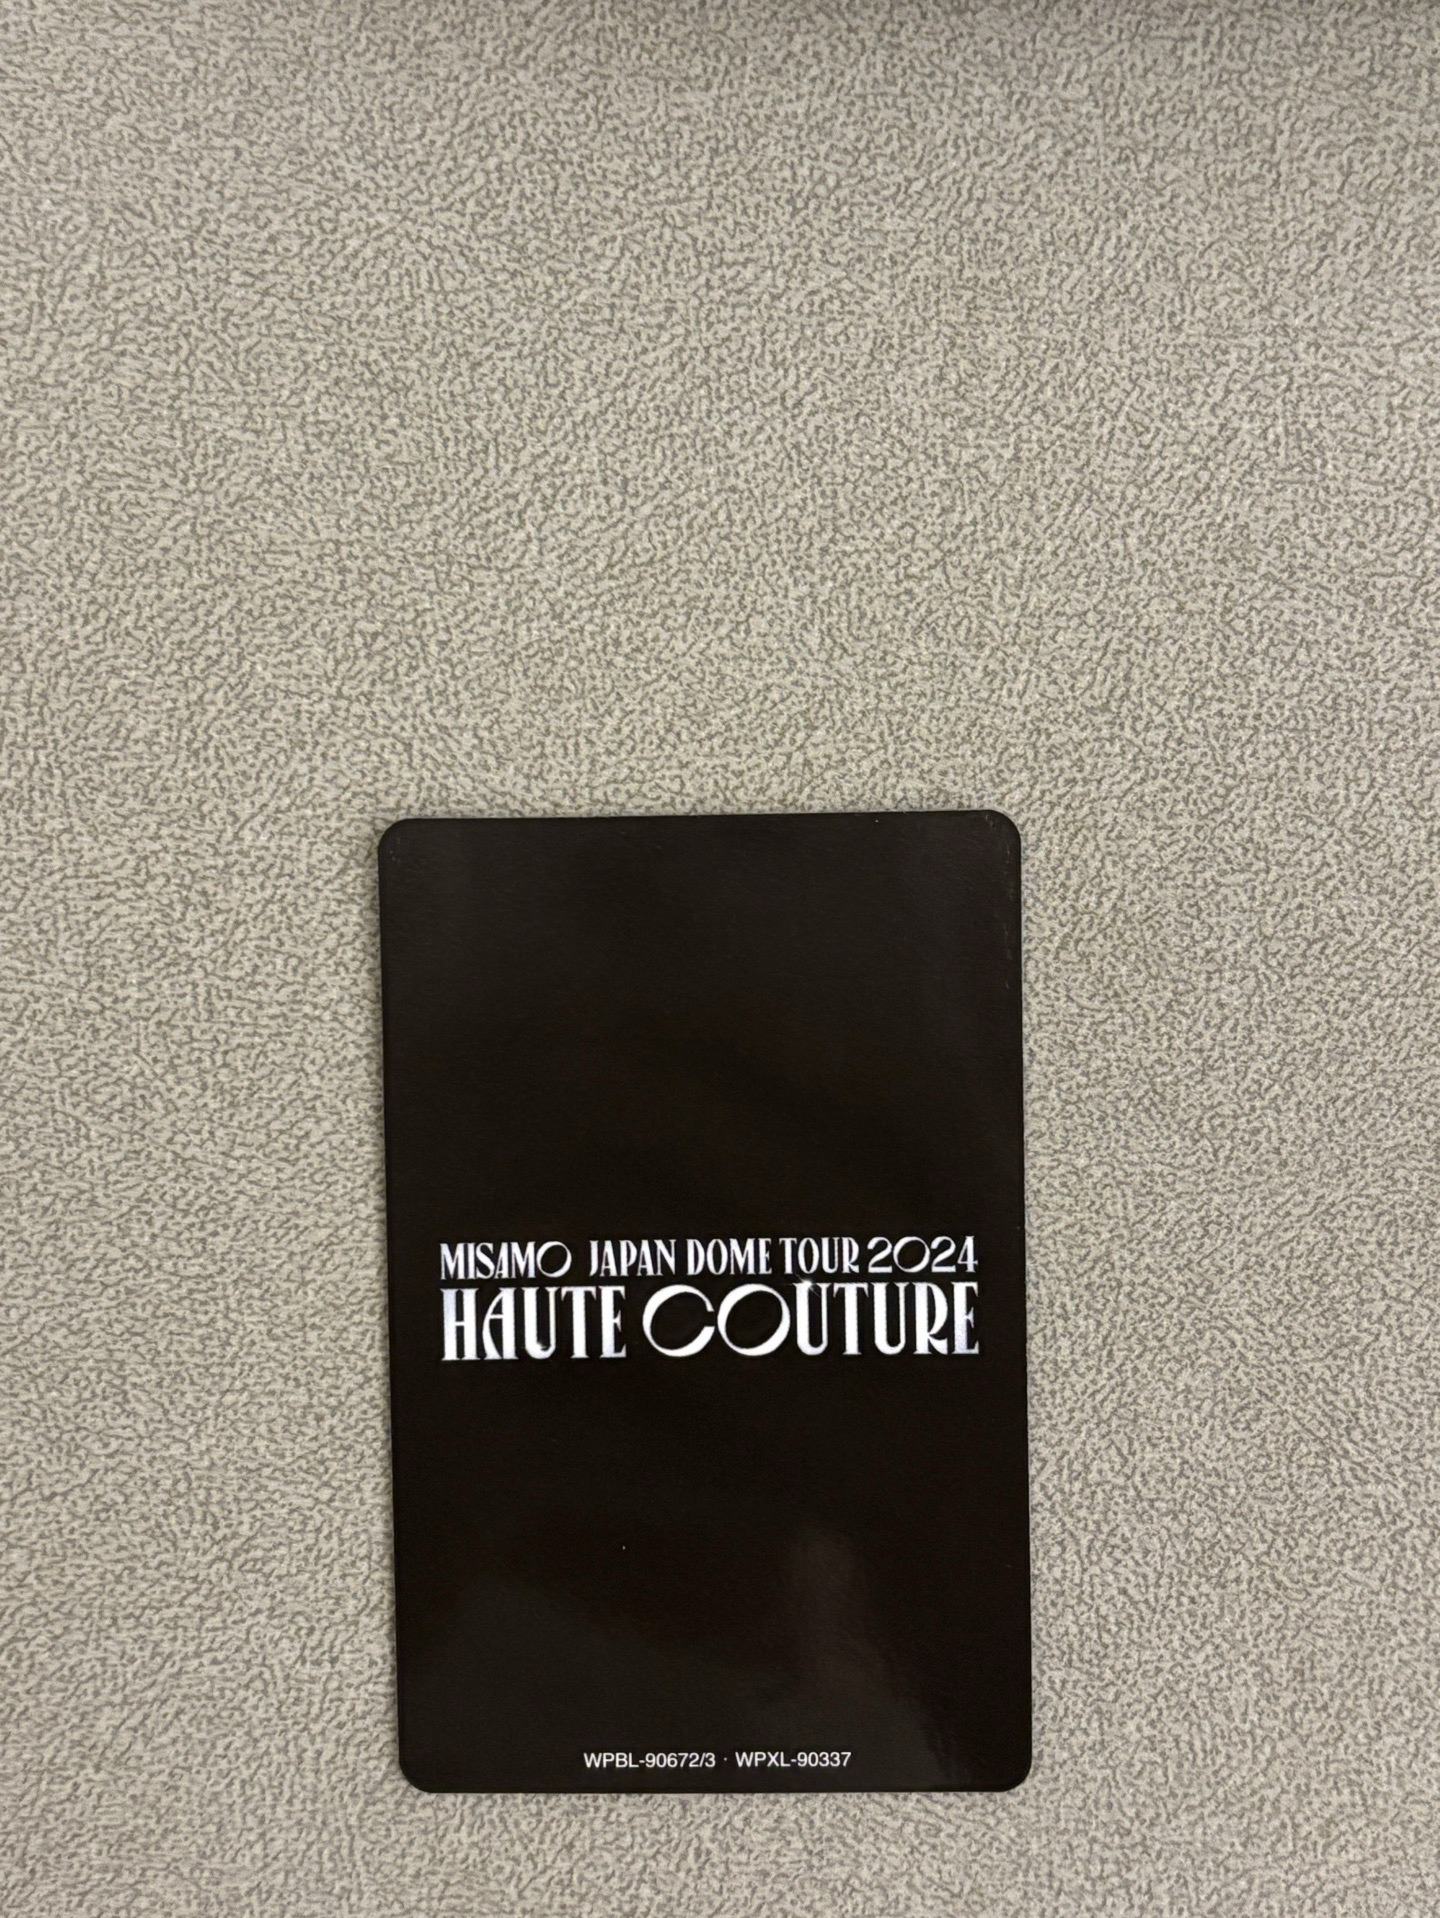 MISAMO JAPAN DOME TOUR 2024
HAUTE COUTURE
WPBL-90672/3 · WPXL-90337